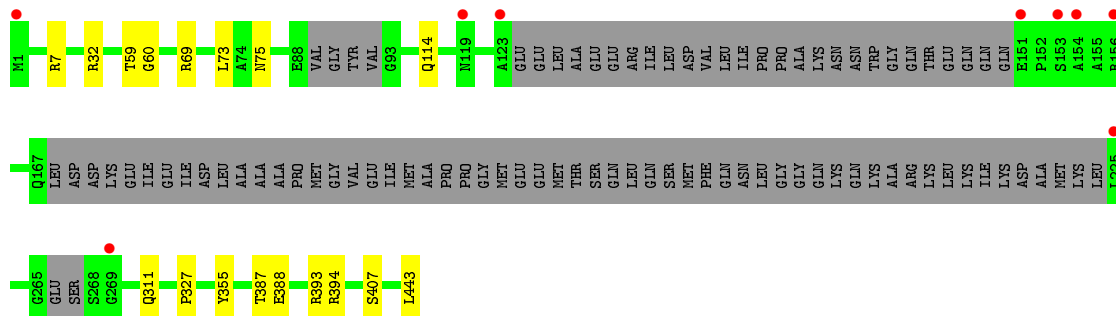 M1 R7 R32 T59 G60 R69 L73 A74 N75 E88 VAL GLY TYR VAL G93 Q114 N119 A123 GLU GLU LEU ALA GLU GLU ARG ILE LEU ASP VAL LEU ILE PRO PRO ALA LYS ASN ASN TRP GLY GLN THR GLU GLN GLN GLN E151 P152 S153 A154 A155 R156
Q167 LEU ASP ASP LYS GLU ILE GLU ILE ASP LEU ALA ALA ALA PRO MET GLY VAL GLU ILE MET ALA PRO PRO GLY MET GLU GLU MET THR SER GLN LEU GLN SER MET PHE GLN ASN LEU GLY GLY GLN LYS GLN LYS ALA ARG LYS LEU LYS ILE LYS ASP ALA MET LYS LEU L225
G265 GLU SER S268 G269 Q311 P327 Y355 T387 E388 R393 R394 S407 L443